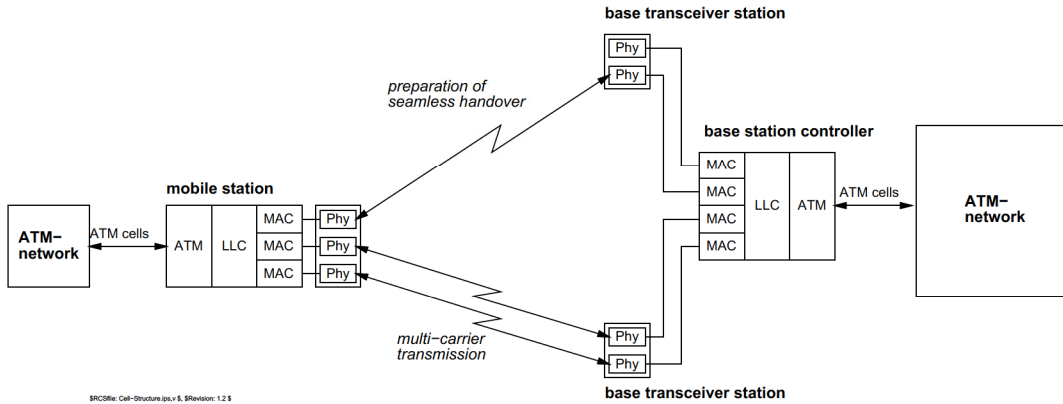 base transceiver station
Phy
Phy
preparation of
seamless handover
base station controller
MAC
MAC
MAC
MAC
LLC
ATM
ATM cells
ATM−
network
mobile station
ATM−
network
ATM cells
ATM
LLC
MAC
MAC
MAC
Phy
Phy
Phy
multi−carrier
transmission
Phy
Phy
base transceiver station
$RCSfile: Cell−Structure.ips,v $, $Revision: 1.2 $